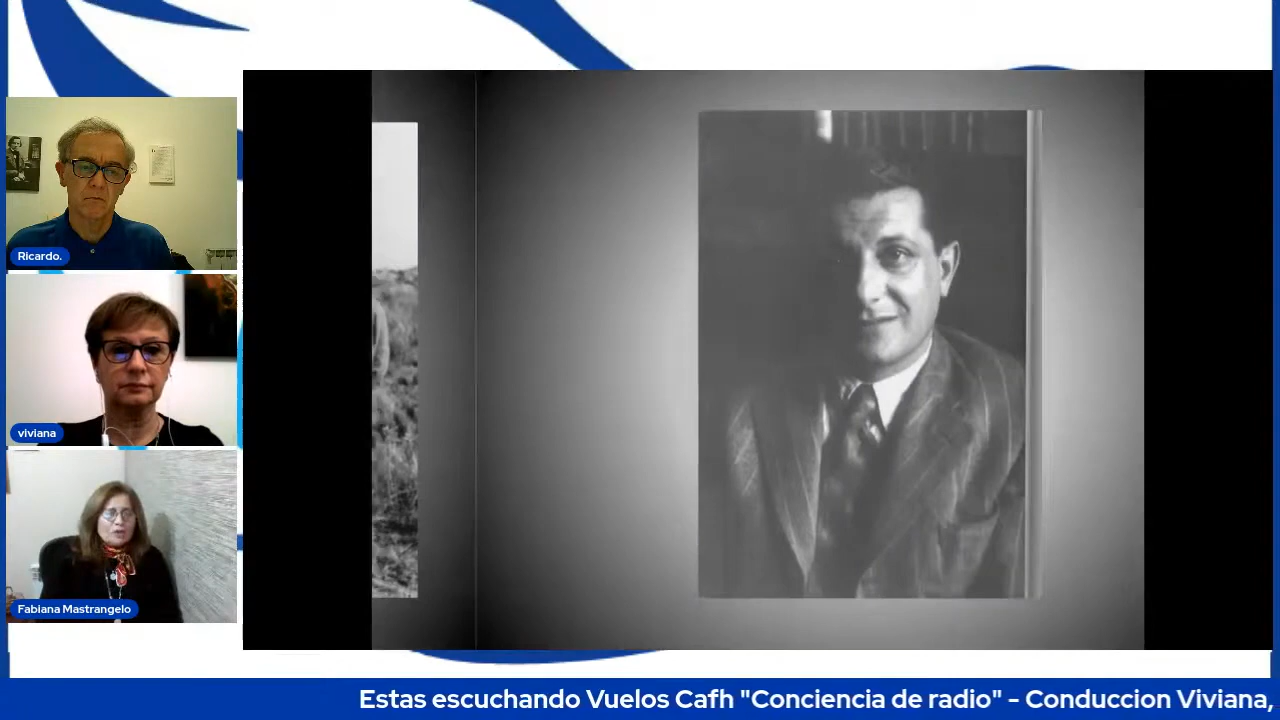 Ricardo.
viviana
Fabiana Mastrangelo
Estas escuchando Vuelos Cafh "Conciencia de radio" - Conduccion Viviana,